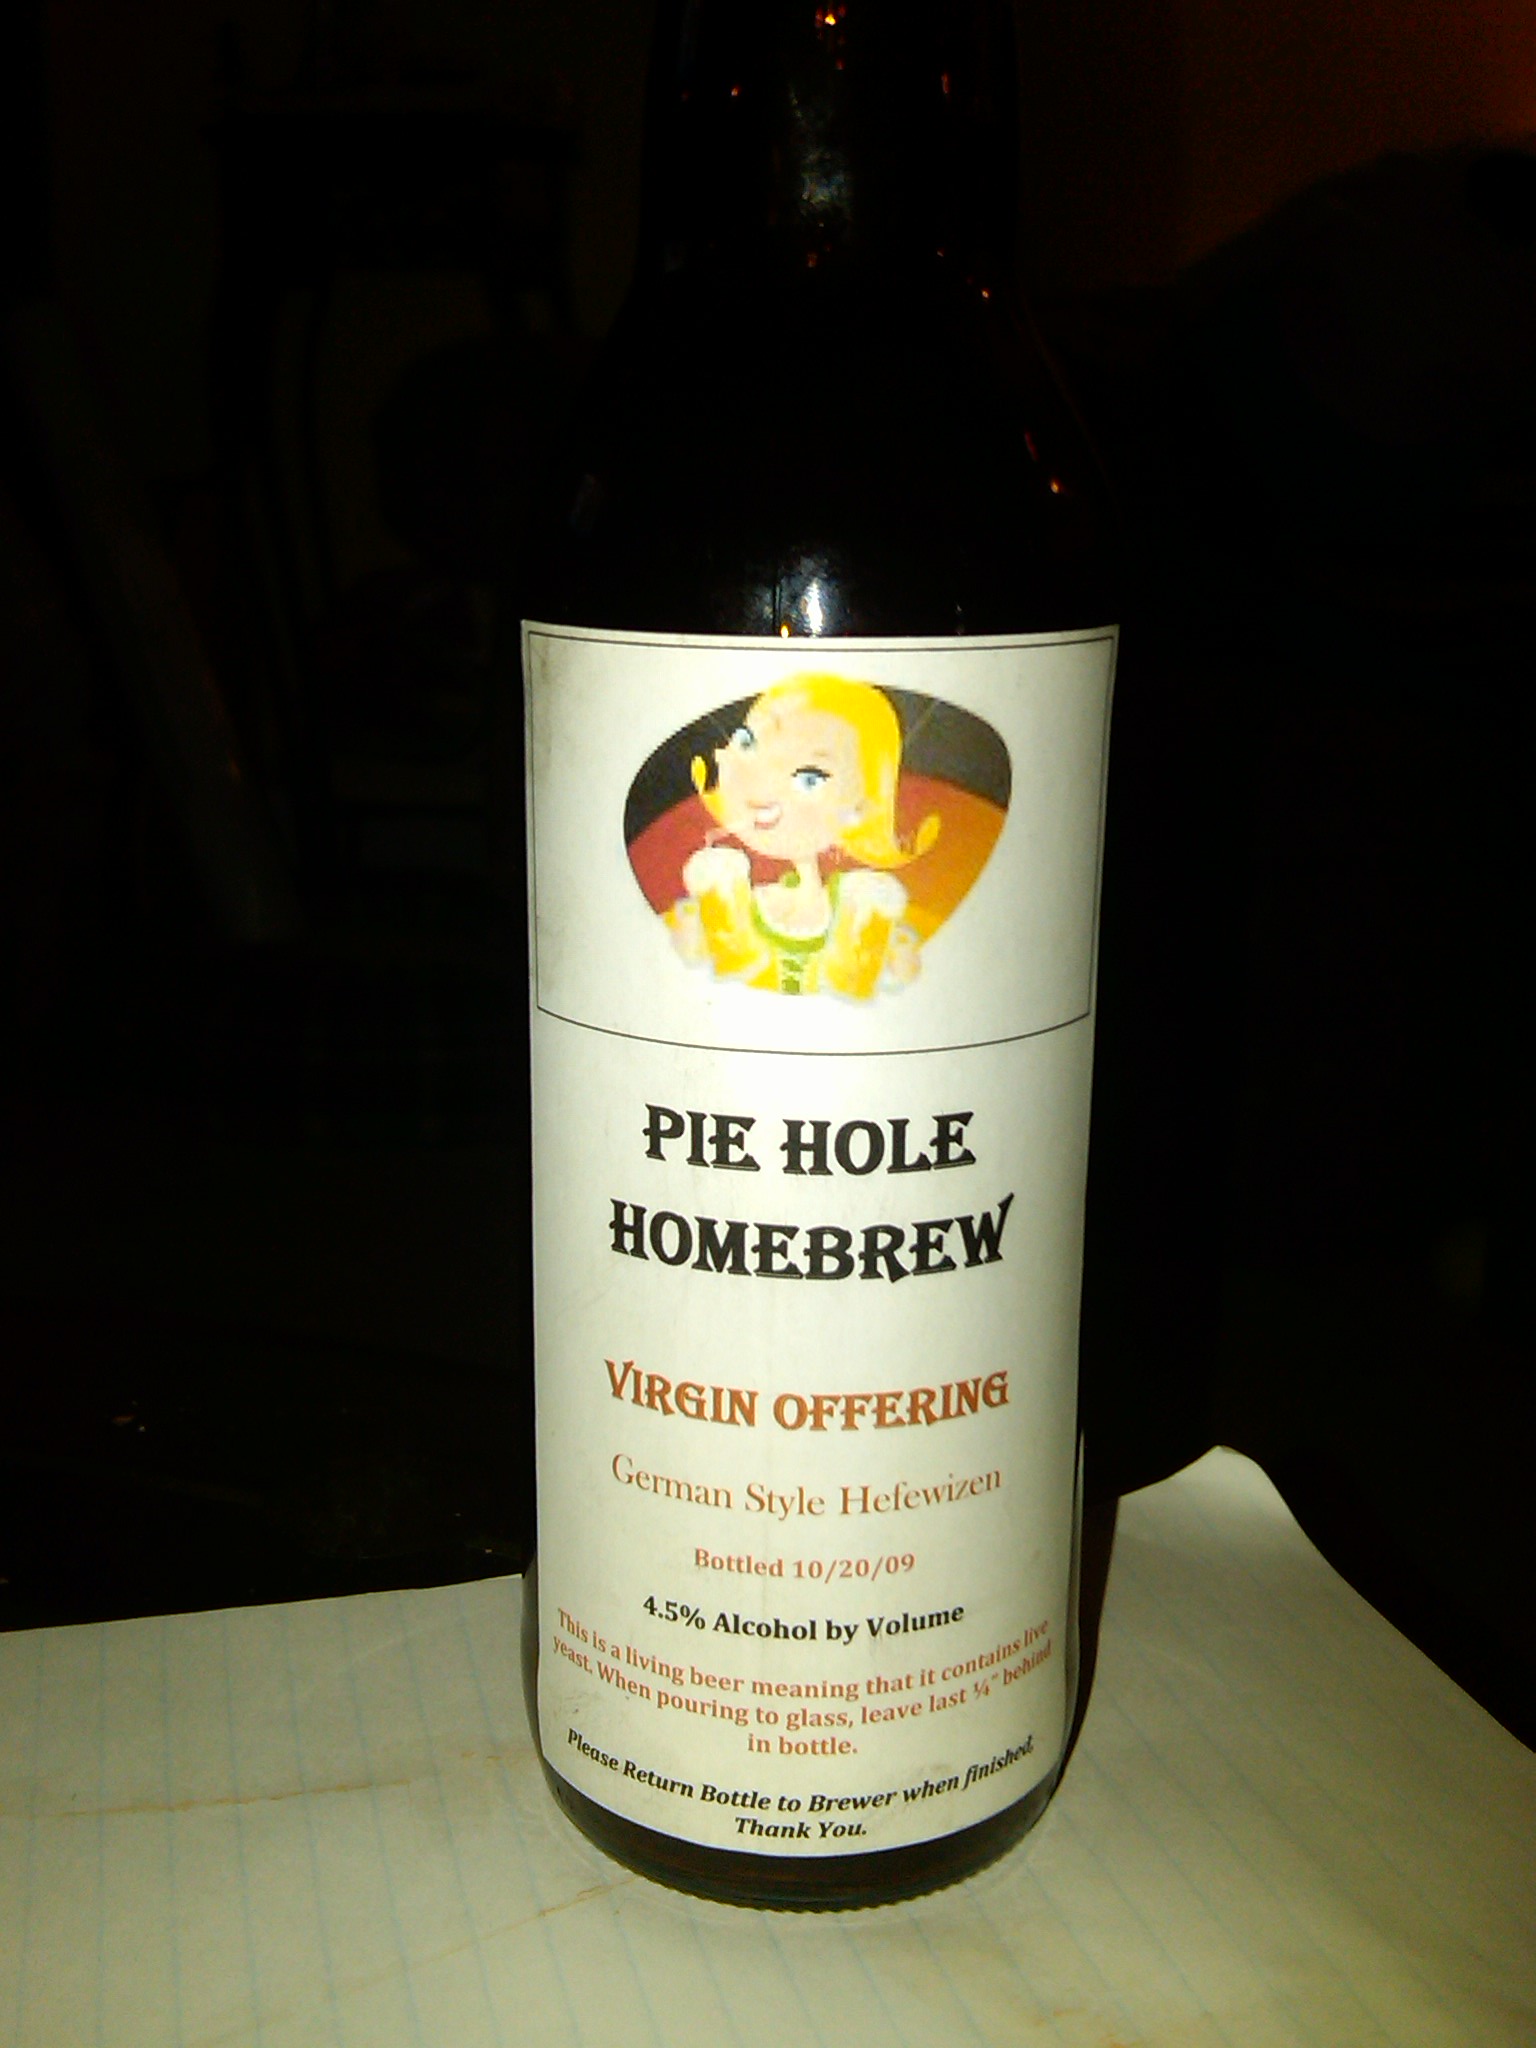 PIE HOLE
HOMEBREW
VIRGIN OFFERING
German Style Hefewizen
Bottled 10/20/09
4.5% Alcohol by Volume
This is a living beer meaning that it contains live
yeast. When pouring to glass, leave last ¼" behind
in bottle.
Please Return Bottle to Brewer when finished.
Thank You.